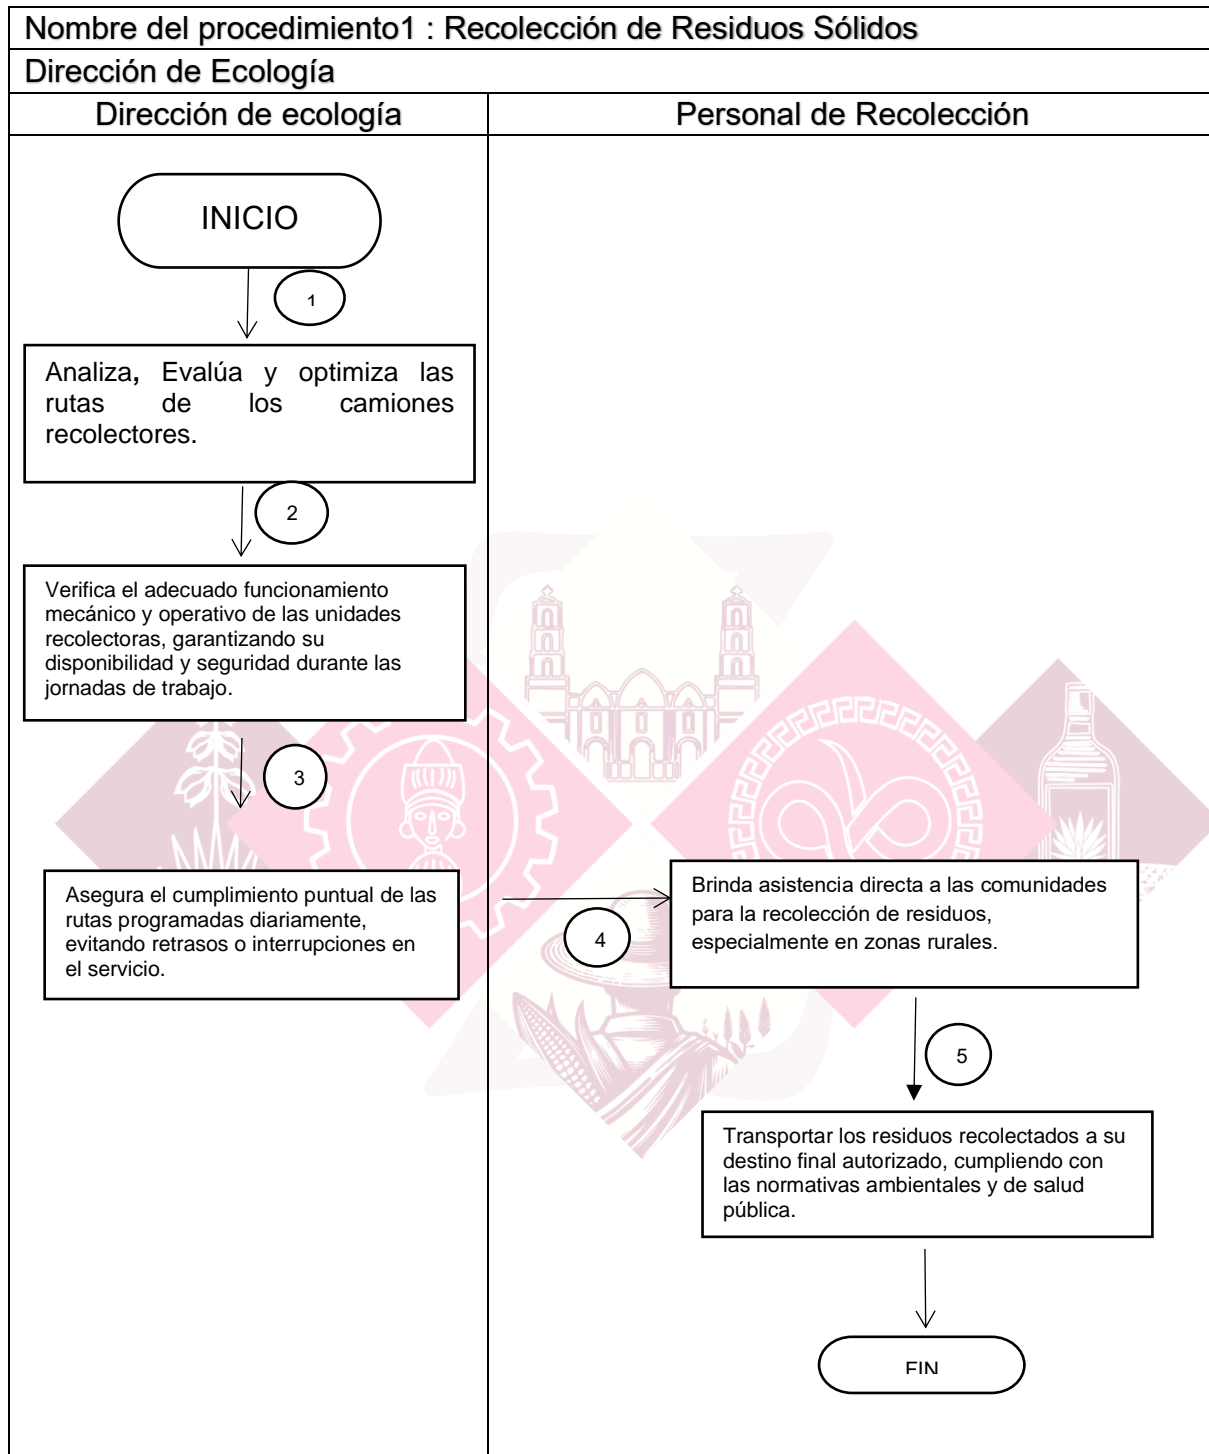 Nombre del procedimiento1 : Recolección de Residuos Sólidos
Dirección de Ecología
Dirección de ecología
Personal de Recolección
INICIO
1
Analiza, Evalúa y optimiza las
rutas de los camiones
recolectores.
2
Verifica el adecuado funcionamiento
mecánico y operativo de las unidades
recolectoras, garantizando su
disponibilidad y seguridad durante las
jornadas de trabajo.
3
Asegura el cumplimiento puntual de las
rutas programadas diariamente,
evitando retrasos o interrupciones en
el servicio.
4
Brinda asistencia directa a las comunidades
para la recolección de residuos,
especialmente en zonas rurales.
5
Transportar los residuos recolectados a su
destino final autorizado, cumpliendo con
las normativas ambientales y de salud
pública.
FIN